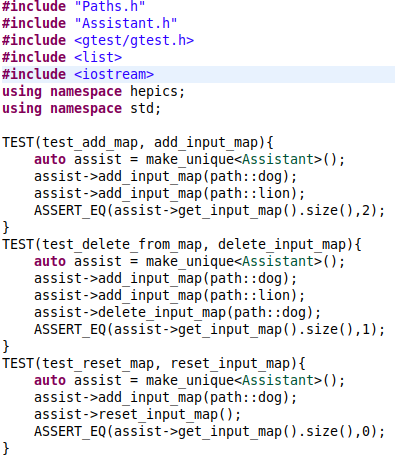 #include "Paths.h"
#include "Assistant.h"
#include <gtest/gtest.h>
#include <list>
#include <iostream>
using namespace hepics;
using namespace std;

TEST(test_add_map, add_input_map){
    auto assist = make_unique<Assistant>();
    assist->add_input_map(path::dog);
    assist->add_input_map(path::lion);
    ASSERT_EQ(assist->get_input_map().size(),2);
}
TEST(test_delete_from_map, delete_input_map){
    auto assist = make_unique<Assistant>();
    assist->add_input_map(path::dog);
    assist->add_input_map(path::lion);
    assist->delete_input_map(path::dog);
    ASSERT_EQ(assist->get_input_map().size(),1);
}
TEST(test_reset_map, reset_input_map){
    auto assist = make_unique<Assistant>();
    assist->add_input_map(path::dog);
    assist->reset_input_map();
    ASSERT_EQ(assist->get_input_map().size(),0);
}